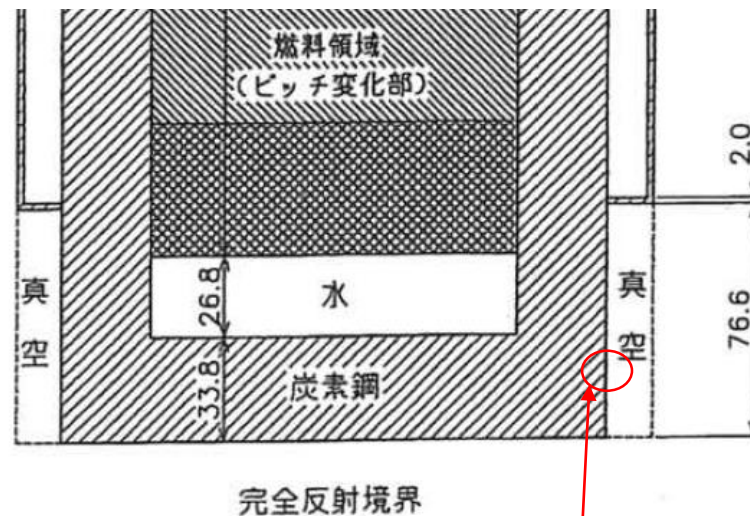 燃料領域
(ピッチ変化部)
2.0
真空
26.8
水
真空
76.6
33.8
炭素鋼
完全反射境界